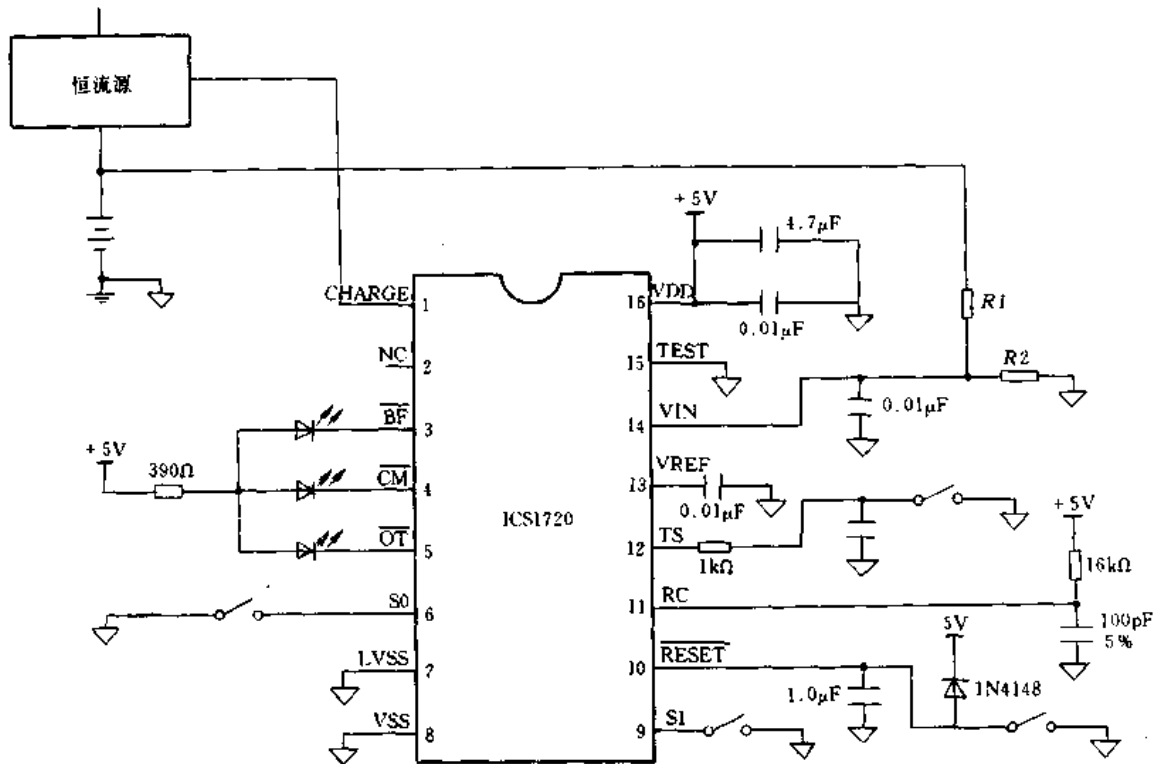 恒流源
+5V
4.7μF
CHARGE
1
16
VDD
0.01μF
R1
NC
2
15
TEST
R2
BF
3
14
VIN
0.01μF
+5V
390Ω
CM
4
13
VREF
0.01μF
ICS1720
+5V
OT
5
12
TS
1kΩ
16kΩ
S0
6
11
RC
100pF
5%
LVSS
7
10
RESET
1.0μF
5V
1N4148
VSS
8
9
S1